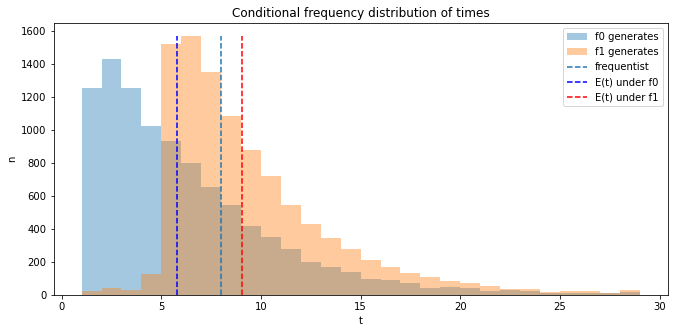 Conditional frequency distribution of times
f0 generates
f1 generates
frequentist
E(t) under f0
E(t) under f1
n
1600
1400
1200
1000
800
600
400
200
0
0 5 10 15 20 25 30
t